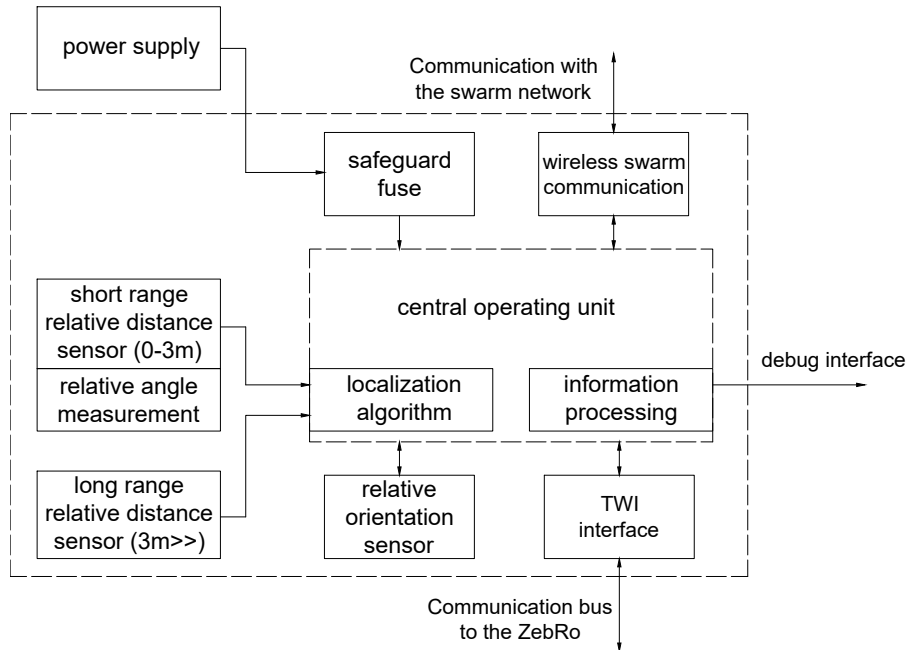 power supply
Communication with
the swarm network
safeguard
fuse
wireless swarm
communication
short range
relative distance
sensor (0-3m)
relative angle
measurement
central operating unit
localization
algorithm
information
processing
debug interface
long range
relative distance
sensor (3m>>)
relative
orientation
sensor
TWI
interface
Communication bus
to the ZebRo